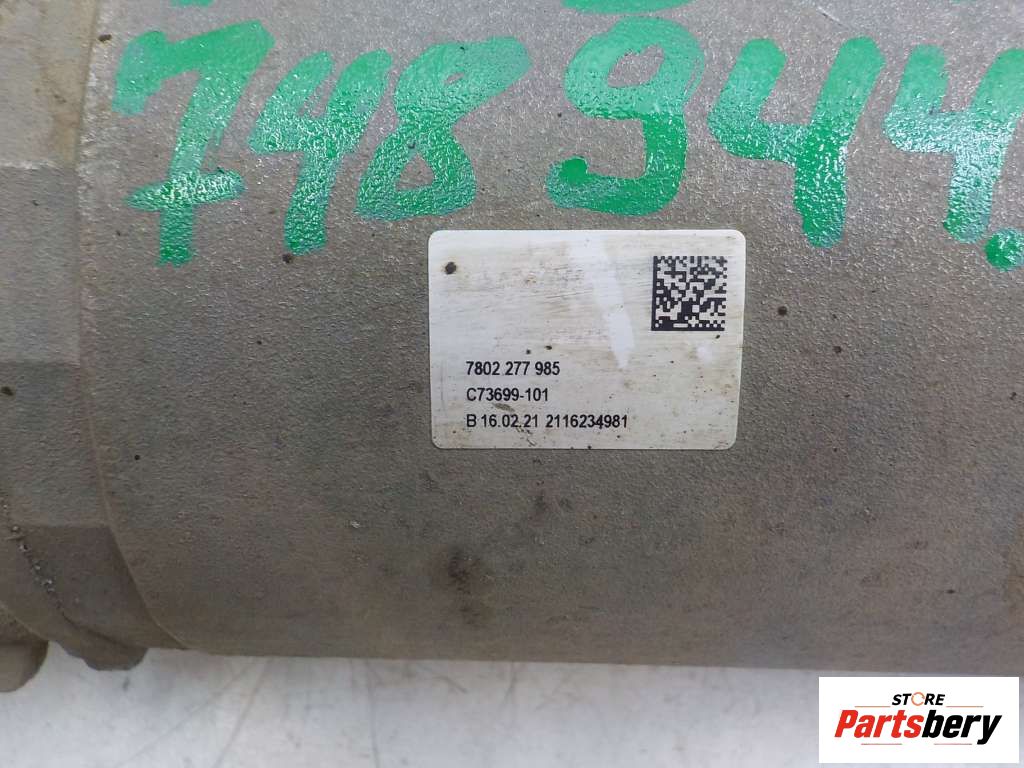 748944.
7802 277 985
C73699-101
B 16.02.21 2116234981
STORE
Partsbery